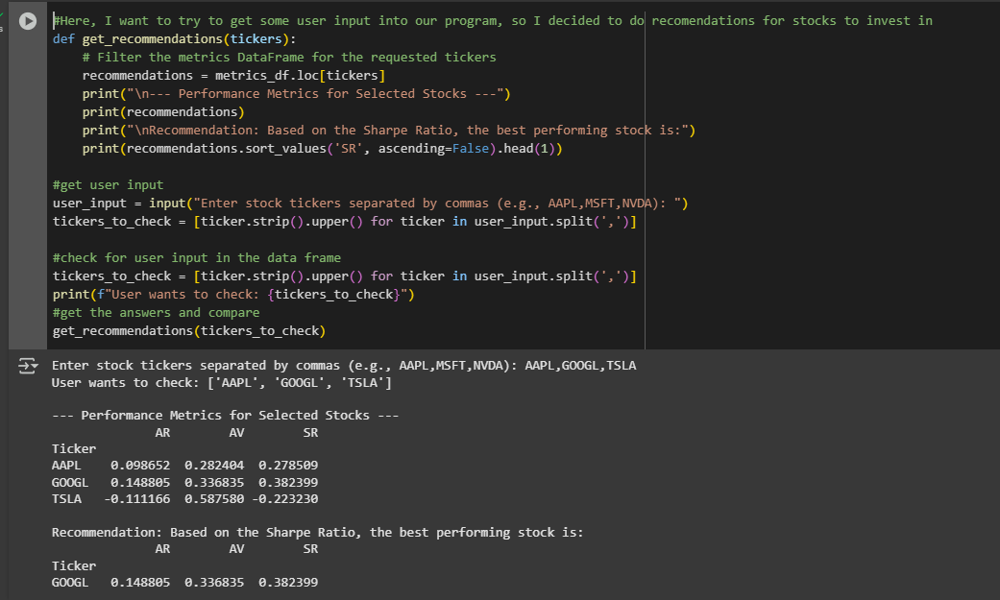 #Here, I want to try to get some user input into our program, so I decided to do recomendations for stocks to invest in
def get_recommendations(tickers):
    # Filter the metrics DataFrame for the requested tickers
    recommendations = metrics_df.loc[tickers]
    print("\n--- Performance Metrics for Selected Stocks ---")
    print(recommendations)
    print("\nRecommendation: Based on the Sharpe Ratio, the best performing stock is:")
    print(recommendations.sort_values('SR', ascending=False).head(1))

#get user input
user_input = input("Enter stock tickers separated by commas (e.g., AAPL,MSFT,NVDA): ")
tickers_to_check = [ticker.strip().upper() for ticker in user_input.split(',')]

#check for user input in the data frame
tickers_to_check = [ticker.strip().upper() for ticker in user_input.split(',')]
print(f"User wants to check: {tickers_to_check}")
#get the answers and compare
get_recommendations(tickers_to_check)

Enter stock tickers separated by commas (e.g., AAPL,MSFT,NVDA): AAPL,GOOGL,TSLA
User wants to check: ['AAPL', 'GOOGL', 'TSLA']

--- Performance Metrics for Selected Stocks ---
              AR        AV        SR
Ticker
AAPL    0.098652  0.282404  0.278509
GOOGL   0.148805  0.336835  0.382399
TSLA   -0.111166  0.587580 -0.223230

Recommendation: Based on the Sharpe Ratio, the best performing stock is:
              AR        AV        SR
Ticker
GOOGL   0.148805  0.336835  0.382399